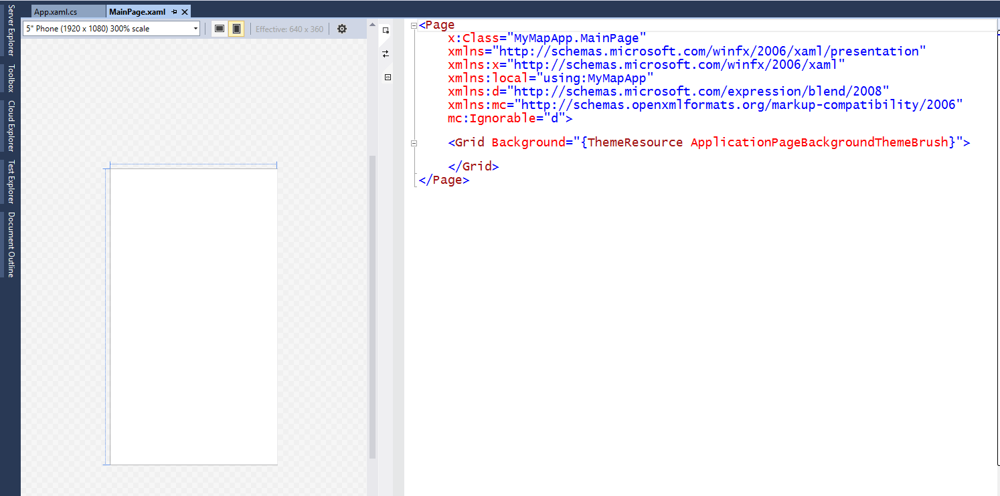 App.xaml.cs
MainPage.xaml
5" Phone (1920 x 1080) 300% scale
Effective: 640 x 360
Server Explorer
Toolbox
Cloud Explorer
Test Explorer
Document Outline
<Page
x:Class="MyMapApp.MainPage"
xmlns="http://schemas.microsoft.com/winfx/2006/xaml/presentation"
xmlns:x="http://schemas.microsoft.com/winfx/2006/xaml"
xmlns:local="using:MyMapApp"
xmlns:d="http://schemas.microsoft.com/expression/blend/2008"
xmlns:mc="http://schemas.openxmlformats.org/markup-compatibility/2006"
mc:Ignorable="d">
<Grid Background="{ThemeResource ApplicationPageBackgroundThemeBrush}">
</Grid>
</Page>